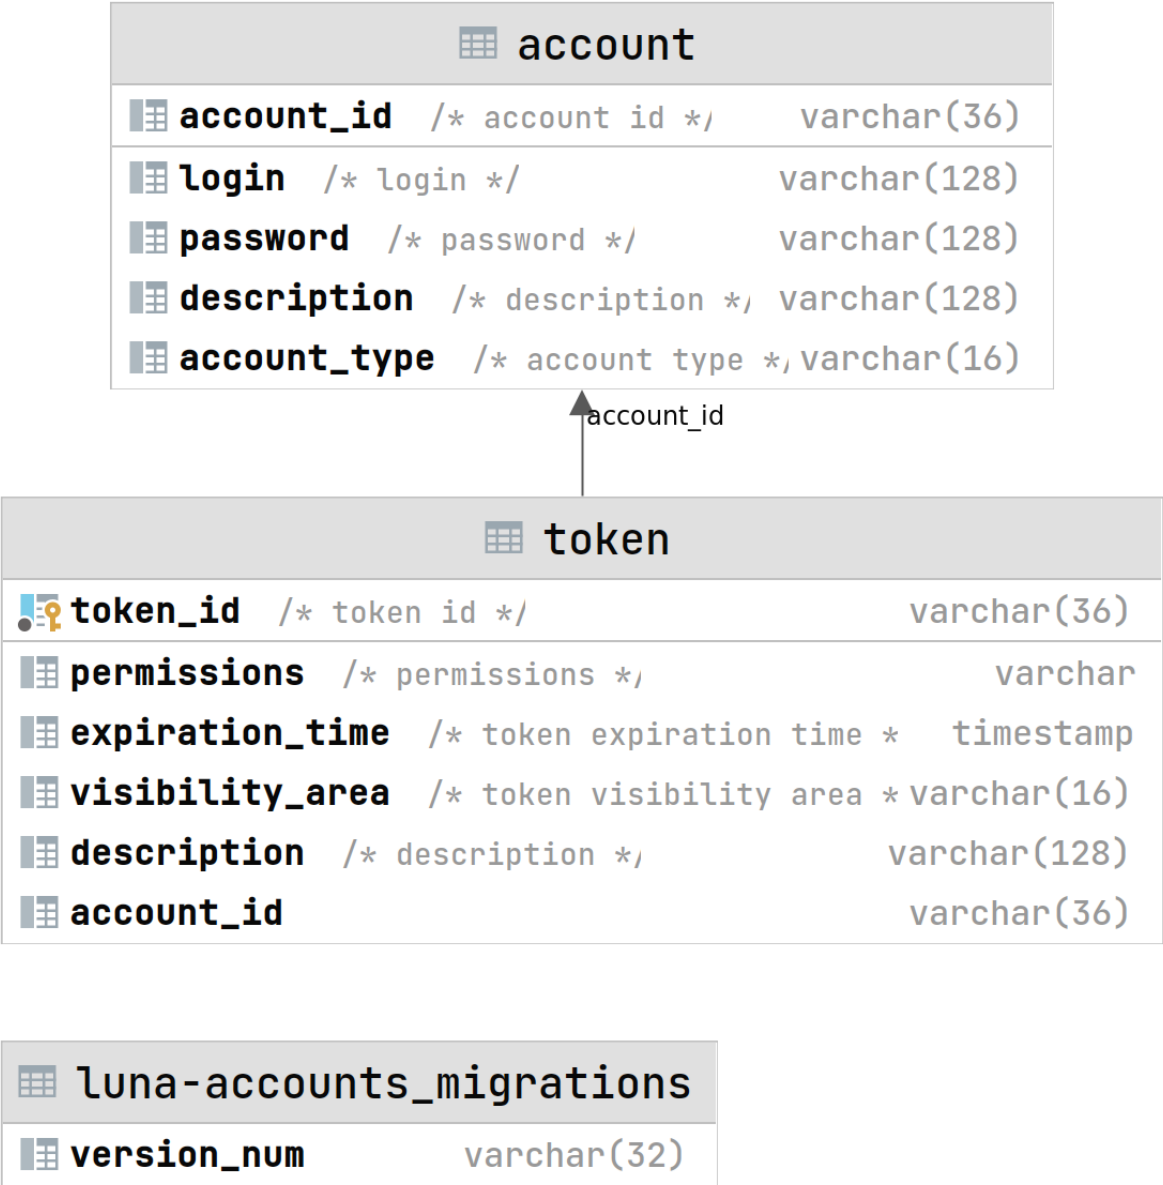 account
account_id /* account id */ varchar(36)
login /* login */ varchar(128)
password /* password */ varchar(128)
description /* description */ varchar(128)
account_type /* account type */ varchar(16)
account_id
token
token_id /* token id */ varchar(36)
permissions /* permissions */ varchar
expiration_time /* token expiration time * timestamp
visibility_area /* token visibility area * varchar(16)
description /* description */ varchar(128)
account_id varchar(36)
luna-accounts_migrations
version_num varchar(32)